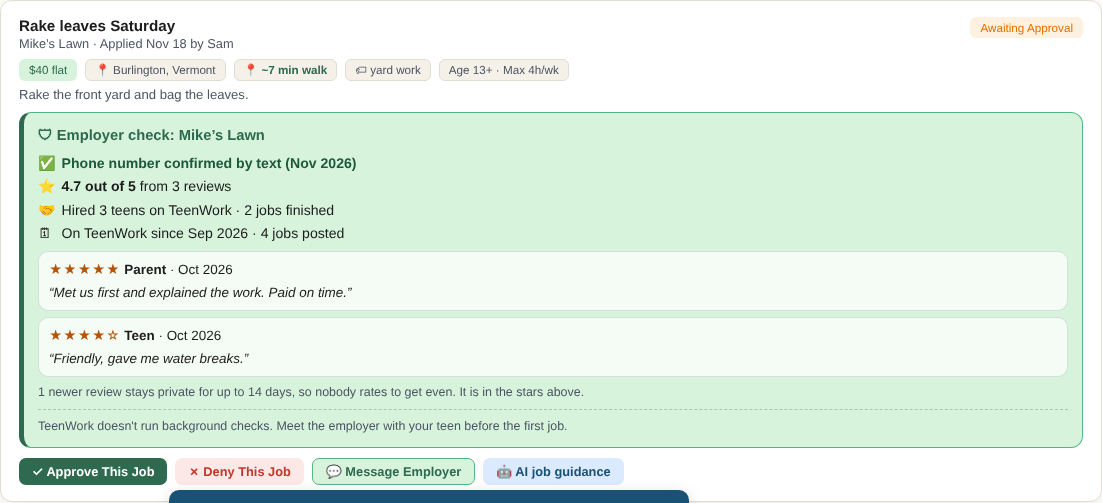 Rake leaves Saturday
Awaiting Approval
Mike's Lawn · Applied Nov 18 by Sam
$40 flat
📍 Burlington, Vermont
📍 ~7 min walk
🏷 yard work
Age 13+ · Max 4h/wk
Rake the front yard and bag the leaves.
🛡 Employer check: Mike’s Lawn
✅ Phone number confirmed by text (Nov 2026)
⭐ 4.7 out of 5 from 3 reviews
🤝 Hired 3 teens on TeenWork · 2 jobs finished
🗓 On TeenWork since Sep 2026 · 4 jobs posted
★★★★★ Parent · Oct 2026
“Met us first and explained the work. Paid on time.”
★★★★☆ Teen · Oct 2026
“Friendly, gave me water breaks.”
1 newer review stays private for up to 14 days, so nobody rates to get even. It is in the stars above.
TeenWork doesn't run background checks. Meet the employer with your teen before the first job.
✓ Approve This Job
✕ Deny This Job
💬 Message Employer
🤖 AI job guidance